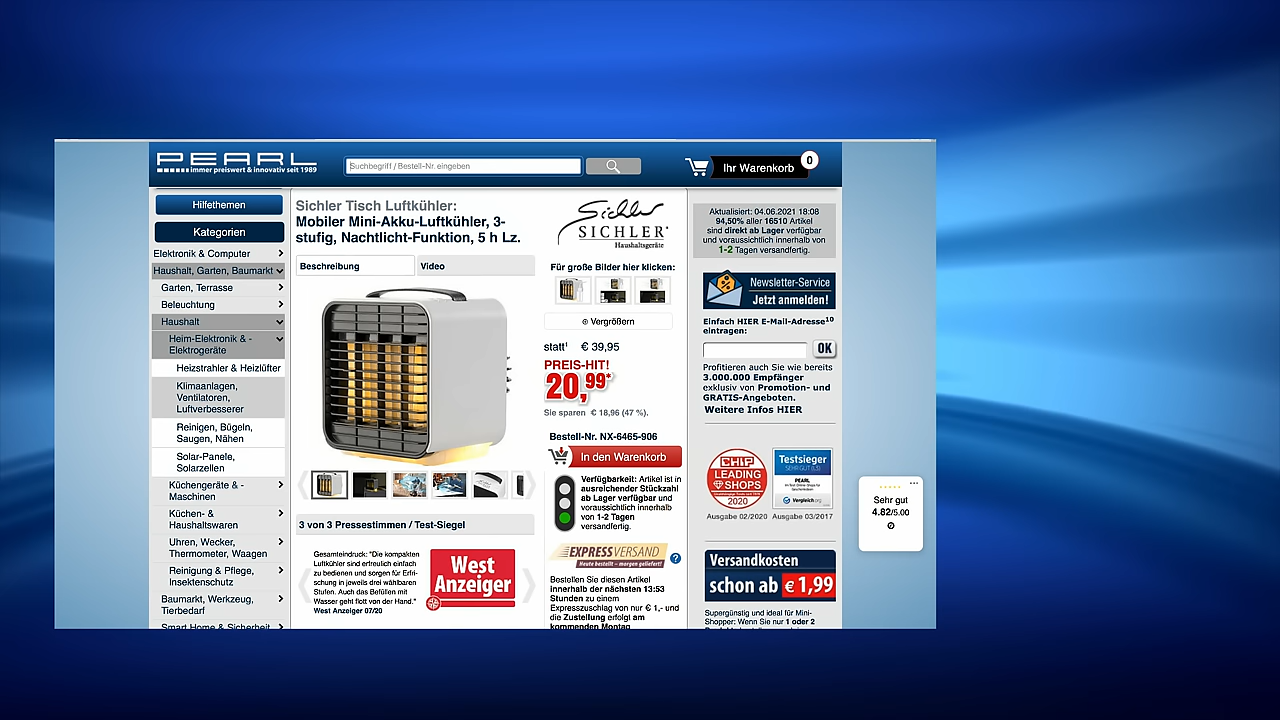 PEARL
immer preiswert & innovativ seit 1989
Suchbegriff / Bestell-Nr. eingeben
Ihr Warenkorb
0
Hilfethemen
Kategorien
Elektronik & Computer
Haushalt, Garten, Baumarkt
Garten, Terrasse
Beleuchtung
Haushalt
Heim-Elektronik & -
Elektrogeräte
Heizstrahler & Heizlüfter
Klimaanlagen,
Ventilatoren,
Luftverbesserer
Reinigen, Bügeln,
Saugen, Nähen
Solar-Panele,
Solarzellen
Küchengeräte & -
Maschinen
Küchen- &
Haushaltswaren
Uhren, Wecker,
Thermometer, Waagen
Reinigung & Pflege,
Insektenschutz
Baumarkt, Werkzeug,
Tierbedarf
Smart Home & Sicherheit
Sichler Tisch Luftkühler:
Mobiler Mini-Akku-Luftkühler, 3-
stufig, Nachtlicht-Funktion, 5 h Lz.
Beschreibung
Video
3 von 3 Pressestimmen / Test-Siegel
Gesamteindruck: "Die kompakten
Luftkühler sind erfreulich einfach
zu bedienen und sorgen für Erfri-
schung in jeweils drei wählbaren
Stufen. Auch das Befüllen mit
Wasser geht flott von der Hand."
West Anzeiger 07/20
West
Anzeiger
Sichler
SICHLER®
Haushaltsgeräte
Für große Bilder hier klicken:
Vergrößern
statt¹ € 39,95
PREIS-HIT!
20,99*
Sie sparen € 18,96 (47 %).
Bestell-Nr. NX-6465-906
In den Warenkorb
Verfügbarkeit: Artikel ist in
ausreichender Stückzahl
ab Lager verfügbar und
voraussichtlich innerhalb
von 1-2 Tagen
versandfertig.
EXPRESSVERSAND
Heute bestellt – morgen geliefert!
?
Bestellen Sie diesen Artikel
innerhalb der nächsten 13:53
Stunden zu einem
Expresszuschlag von nur € 1,- und
die Zustellung erfolgt am
kommenden Montag
Aktualisiert: 04.06.2021 18:08
94,50% aller 16510 Artikel
sind direkt ab Lager verfügbar
und voraussichtlich innerhalb von
1-2 Tagen versandfertig.
Newsletter-Service
Jetzt anmelden!
Einfach HIER E-Mail-Adresse¹⁰
eintragen:
OK
Profitieren auch Sie wie bereits
3.000.000 Empfänger
exklusiv von Promotion- und
GRATIS-Angeboten.
Weitere Infos HIER
CHIP
LEADING
SHOPS
2020
Testsieger
SEHR GUT (1,5)
PEARL
Vergleich.org
Ausgabe 02/2020 Ausgabe 03/2017
Versandkosten
schon ab € 1,99
Supergünstig und ideal für Mini-
Shopper: Wenn Sie nur 1 oder 2
Sehr gut
4.82/5.00